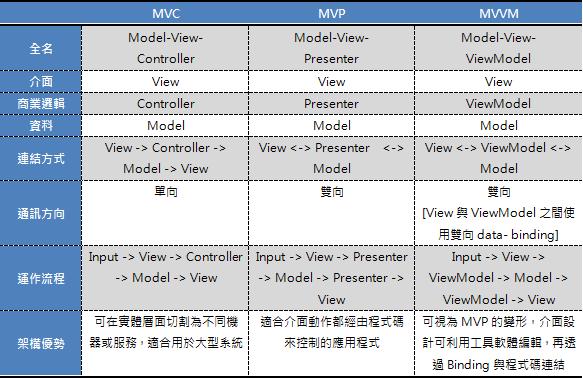 MVC MVP MVVM
全名 Model-View- Model-View- Model-View-
Controller Presenter ViewModel
介面 View View View
商業邏輯 Controller Presenter ViewModel
資料 Model Model Model
連結方式 View -> Controller -> View <-> Presenter <-> View <-> ViewModel <->
Model -> View Model Model
通訊方向 單向 雙向 雙向
[View 與 ViewModel 之間使
用雙向 data- binding]
運作流程 Input -> View -> Controller Input -> View -> Presenter Input -> View ->
-> Model -> View -> Model -> Presenter -> ViewModel -> Model ->
View ViewModel -> View
架構優勢 可在實體層面切割為不同機 適合介面動作都經由程式碼 可視為 MVP 的變形，介面設
器或服務，適合用於大型系統 來控制的應用程式 計可利用工具軟體編輯，再透
過 Binding 與程式碼連結